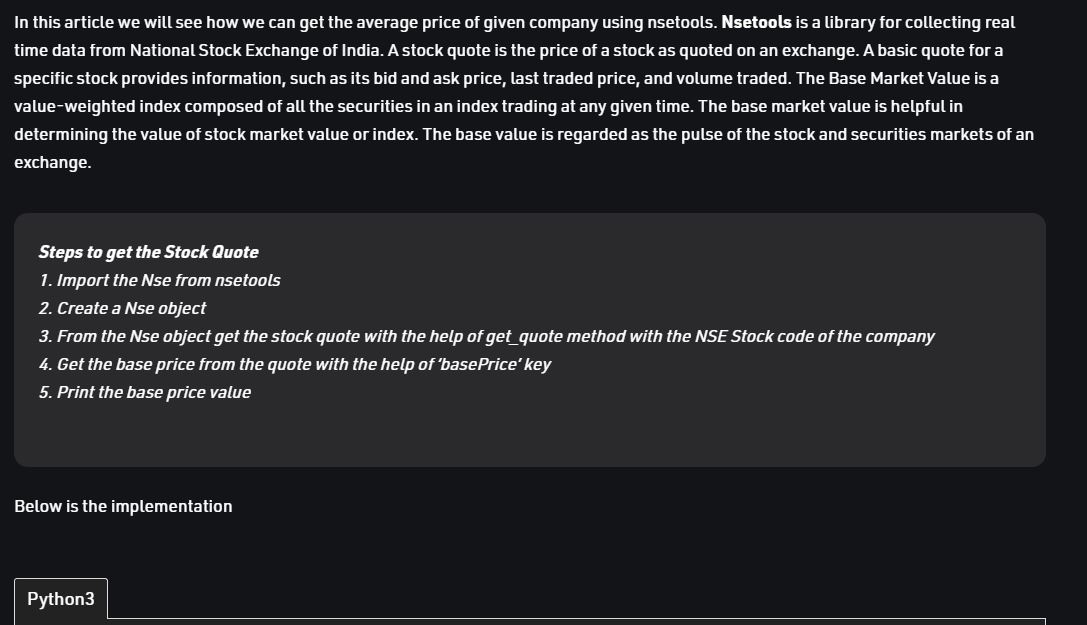 In this article we will see how we can get the average price of given company using nsetools. Nsetools is a library for collecting real
time data from National Stock Exchange of India. A stock quote is the price of a stock as quoted on an exchange. A basic quote for a
specific stock provides information, such as its bid and ask price, last traded price, and volume traded. The Base Market Value is a
value-weighted index composed of all the securities in an index trading at any given time. The base market value is helpful in
determining the value of stock market value or index. The base value is regarded as the pulse of the stock and securities markets of an
exchange.
Steps to get the Stock Quote
1. Import the Nse from nsetools
2. Create a Nse object
3. From the Nse object get the stock quote with the help of get_quote method with the NSE Stock code of the company
4. Get the base price from the quote with the help of ‘basePrice’ key
5. Print the base price value
Below is the implementation
Python3